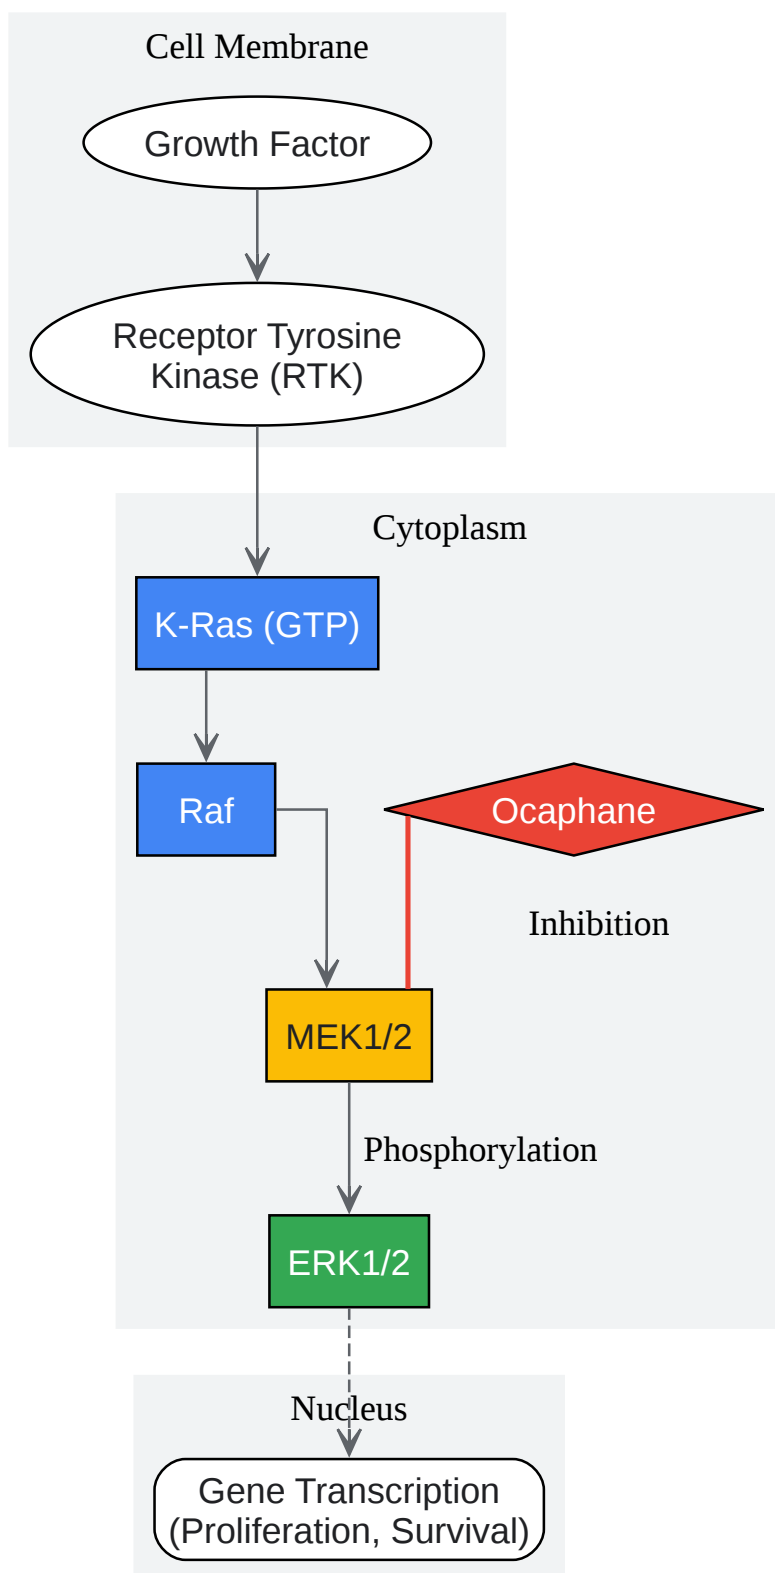 Cell Membrane
Growth Factor
Receptor Tyrosine
Kinase (RTK)
Cytoplasm
K-Ras (GTP)
Raf
Ocaphane
Inhibition
MEK1/2
Phosphorylation
ERK1/2
Nucleus
Gene Transcription
(Proliferation, Survival)